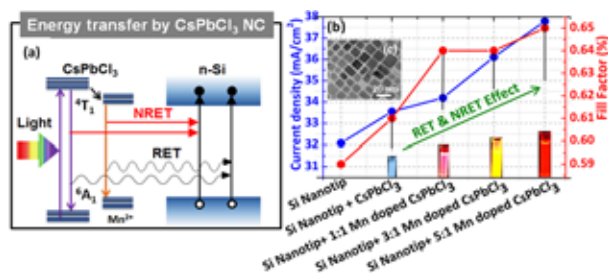 Energy transfer by CsPbCl3 NC
(a)
CsPbCl3
n-Si
4T1
NRET
Light
RET
6A1
Mn2+
(b)
(c)
Current density (mA/cm2)
38
37
36
35
34
33
32
31
Fill Factor (%)
0.65
0.64
0.63
0.62
0.61
0.60
0.59
RET & NRET Effect
Si Nanotip
Si Nanotip + CsPbCl3
Si Nanotip+ 1:1 Mn doped CsPbCl3
Si Nanotip+ 3:1 Mn doped CsPbCl3
Si Nanotip+ 5:1 Mn doped CsPbCl3